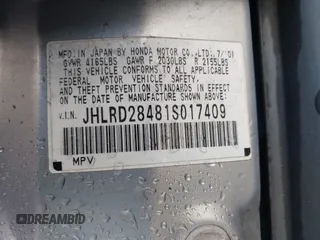 MFD. IN JAPAN BY HONDA MOTOR CO., LTD. 7/01
GVWR 4165LBS GAWR F 2030LBS R 2155LBS
THIS VEHICLE CONFORMS TO ALL APPLICABLE
FEDERAL MOTOR VEHICLE SAFETY AND
THEFT PREVENTION STANDARDS IN EFFECT
ON THE DATE OF MANUFACTURE SHOWN ABOVE.
V.I.N. JHLRD28481S017409
MPV
DIECASMBID